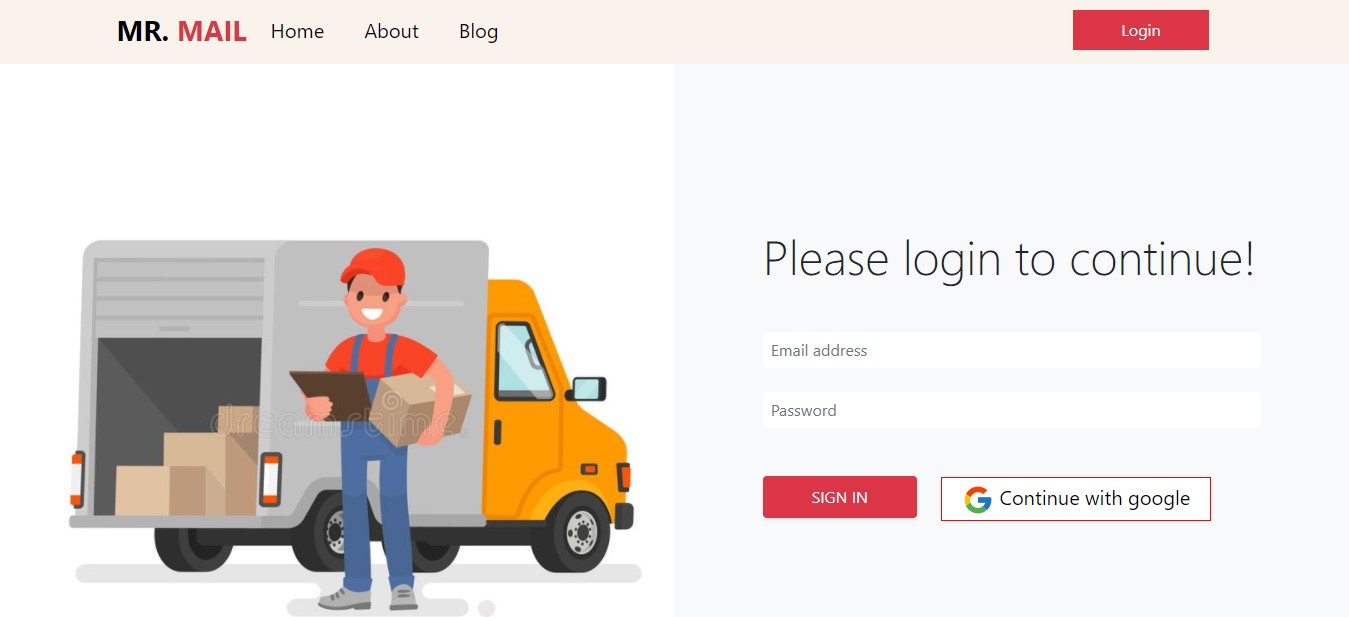 MR. MAIL Home About Blog Login
dreamstime
Please login to continue!
Email address
Password
SIGN IN Continue with google